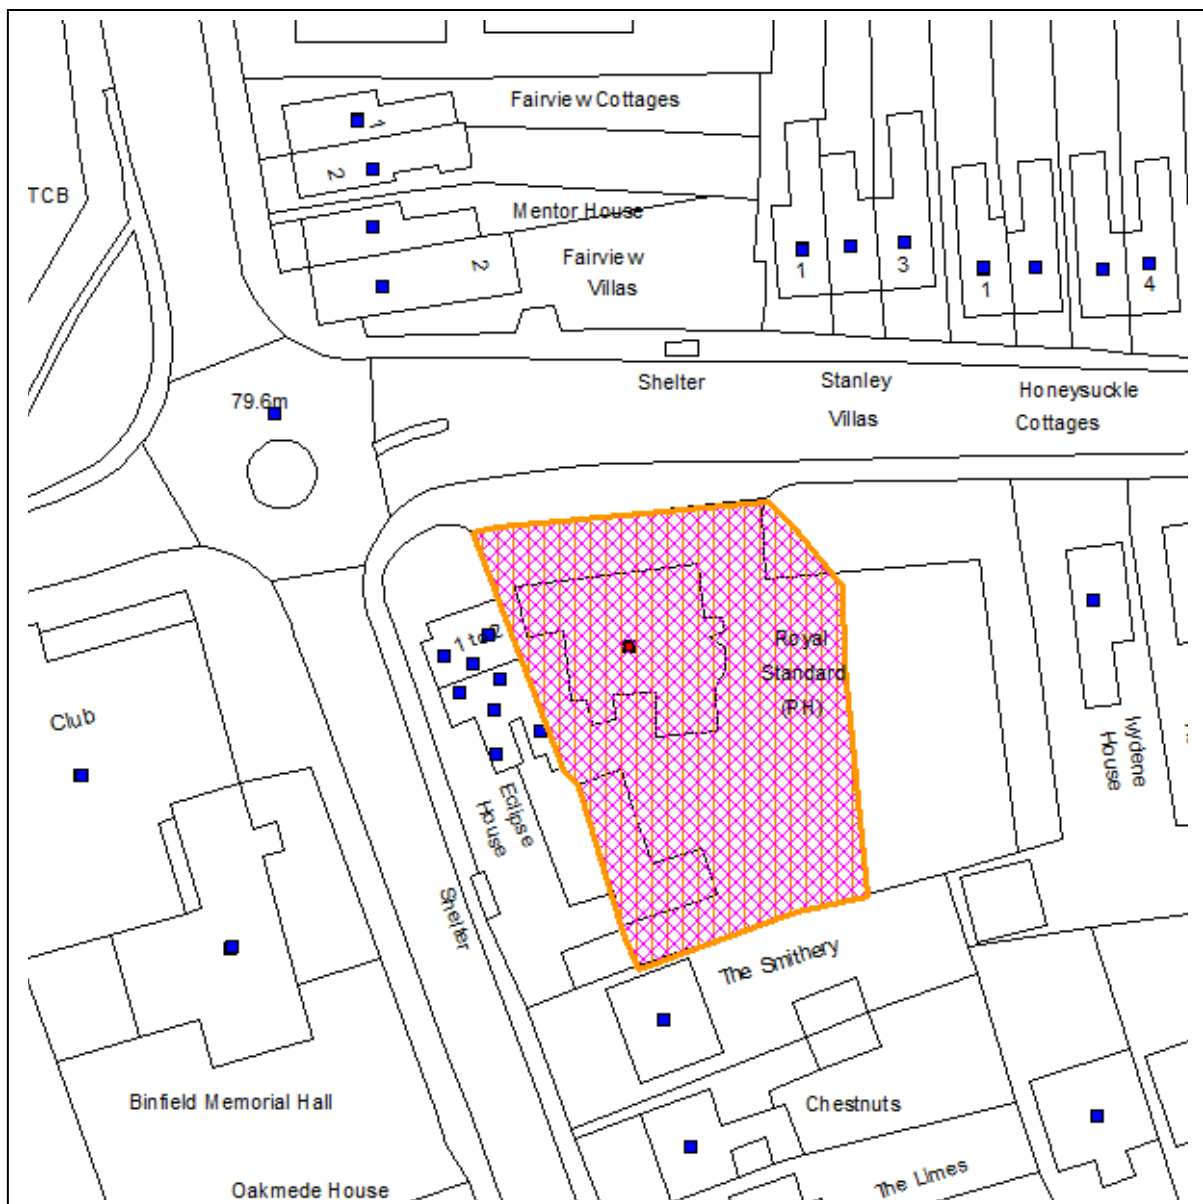 Fairview Cottages
1
2
TCB
Mentor House
Fairview
Villas
2
1
3
1
4
Shelter
Stanley
Villas
Honeysuckle
Cottages
79.6m
1 to 2
Royal
Standard
(PH)
Club
Eclipse
House
House
Shelter
The Smithery
Binfield Memorial Hall
Chestnuts
The Limes
Oakmede House